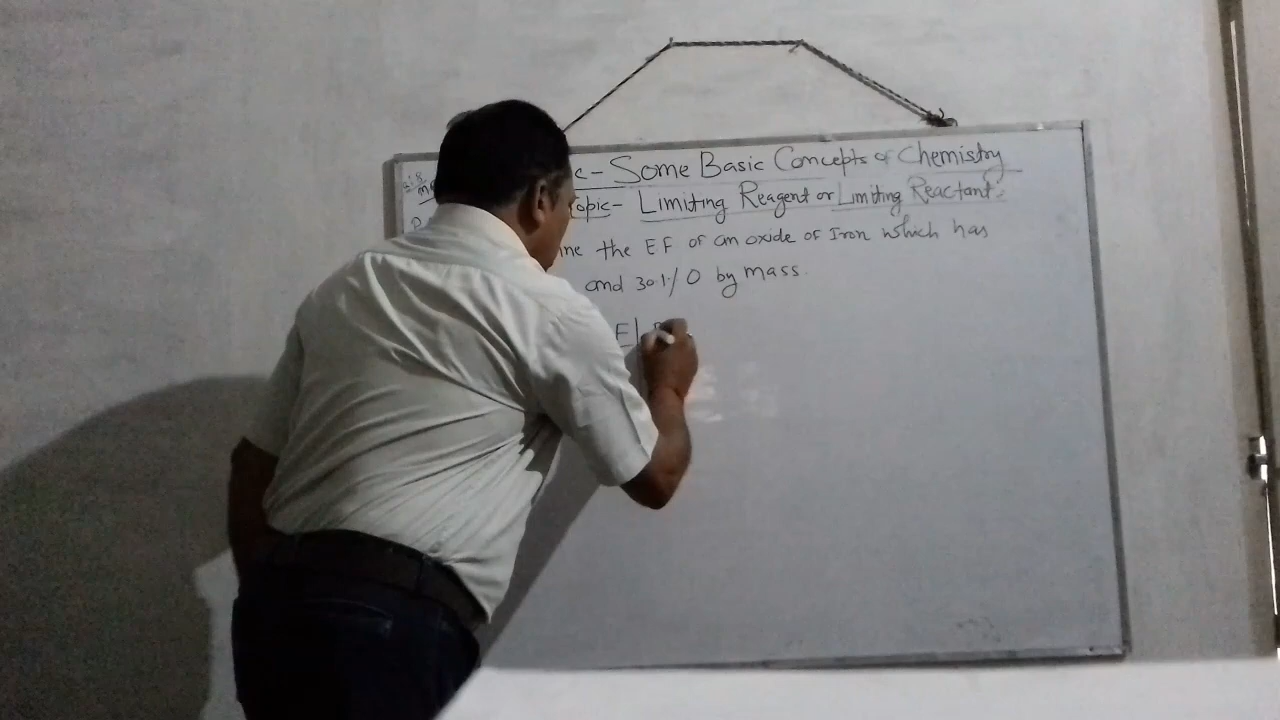 c - Some Basic Concepts of Chemistry
opic - Limiting Reagent or Limiting Reactant
ine the EF of an oxide of Iron which has
and 30% O by mass.
E|